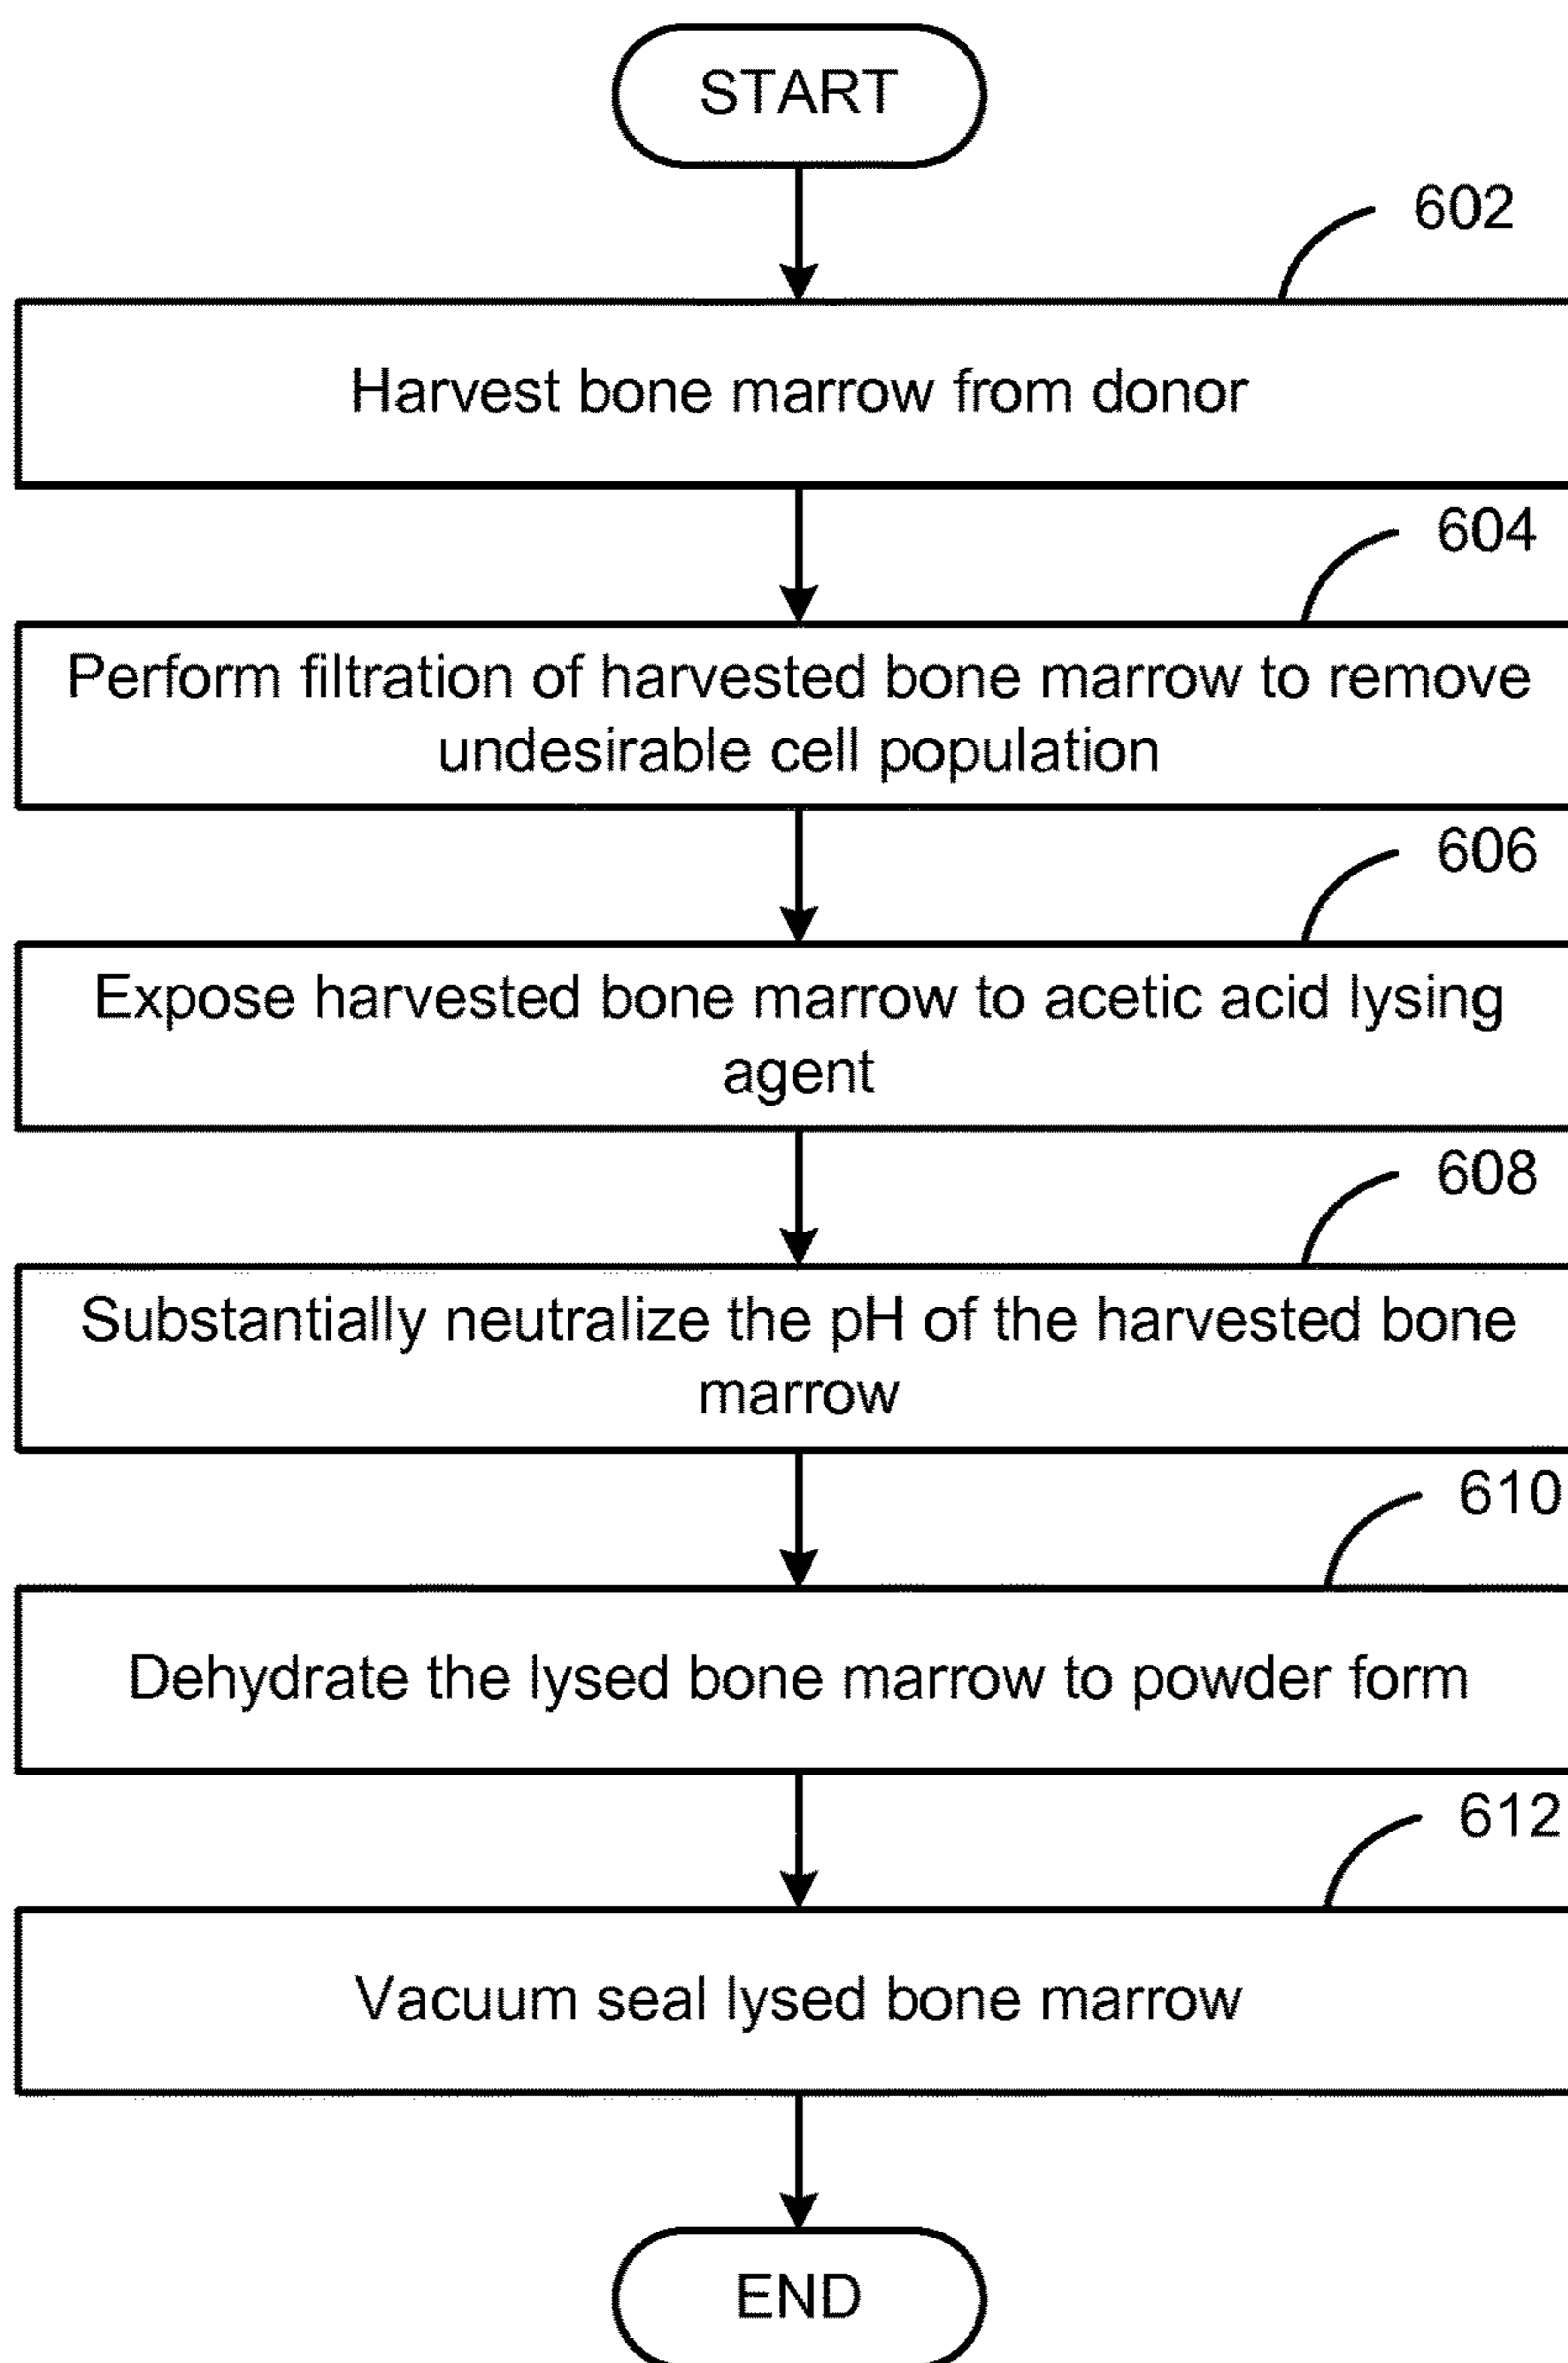 START
602
Harvest bone marrow from donor
604
Perform filtration of harvested bone marrow to remove
undesirable cell population
606
Expose harvested bone marrow to acetic acid lysing
agent
608
Substantially neutralize the pH of the harvested bone
marrow
610
Dehydrate the lysed bone marrow to powder form
612
Vacuum seal lysed bone marrow
END